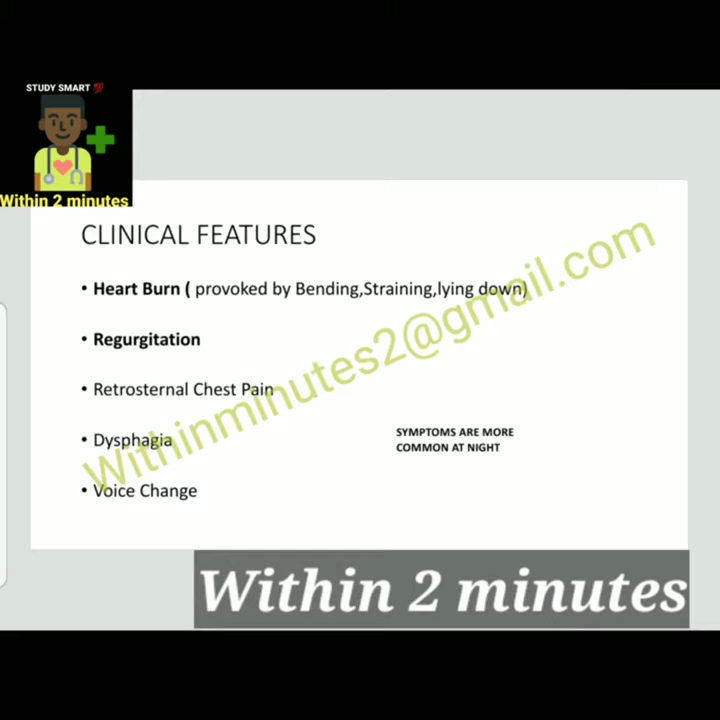 STUDY SMART 💯
Within 2 minutes
CLINICAL FEATURES
• Heart Burn ( provoked by Bending,Straining,lying down)
• Regurgitation
• Retrosternal Chest Pain
• Dysphagia
SYMPTOMS ARE MORE
COMMON AT NIGHT
• Voice Change
Withinminutes2@gmail.com
Within 2 minutes